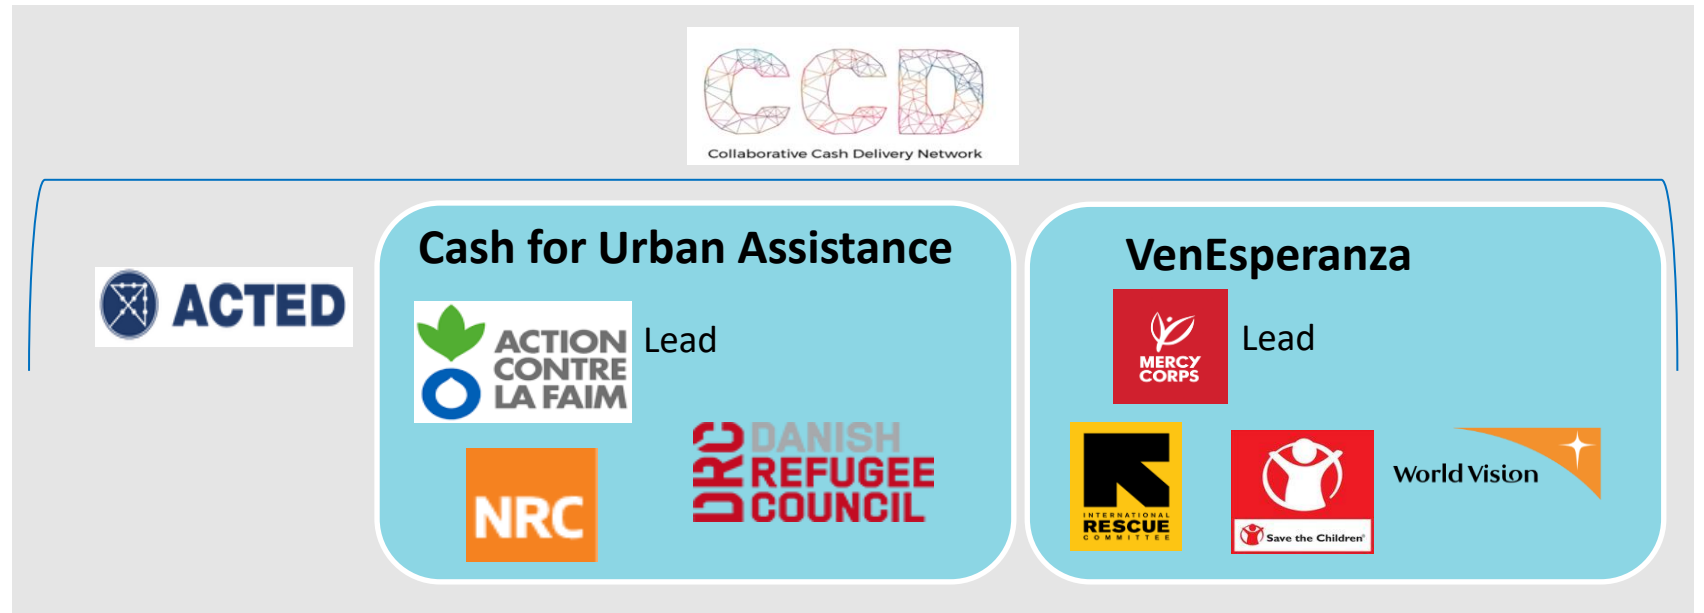 CCD
Collaborative Cash Delivery Network
ACTED
Cash for Urban Assistance
ACTION
CONTRE
LA FAIM
Lead
NRC
DRC
DANISH
REFUGEE
COUNCIL
VenEsperanza
MERCY
CORPS
Lead
INTERNATIONAL
RESCUE
COMMITTEE
Save the Children®
World Vision